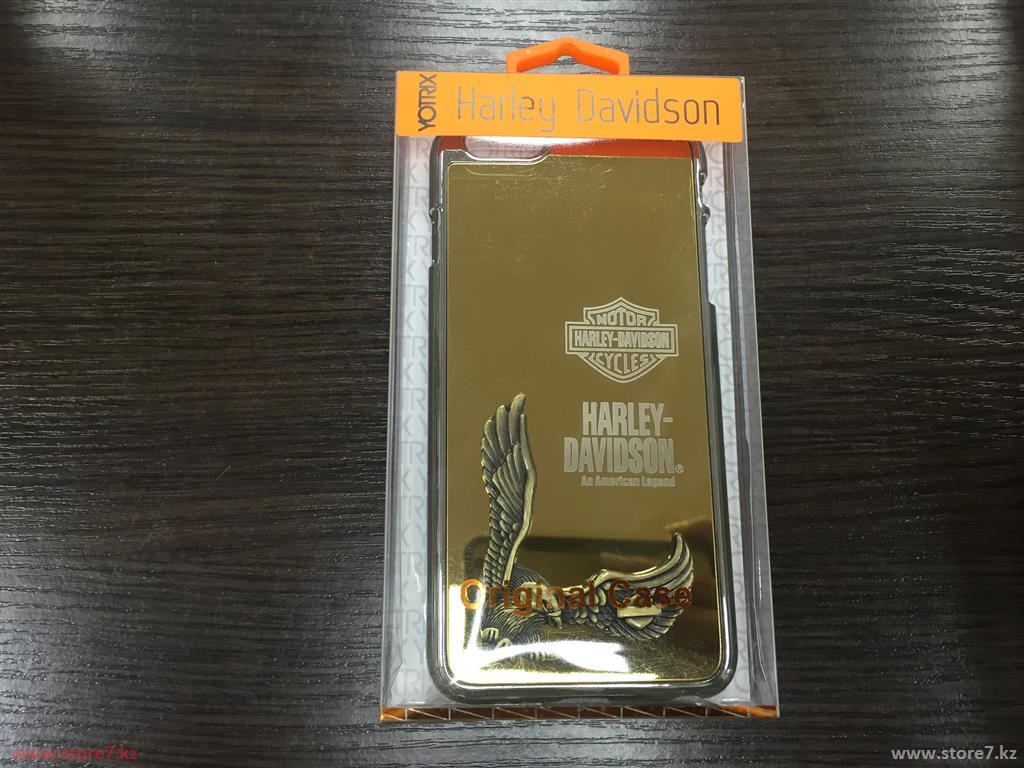 YOTRIX Harley Davidson
MOTOR
HARLEY-DAVIDSON
CYCLES
HARLEY-
DAVIDSON®
An American Legend
Original Case
www.store7.kz
www.store7.kz